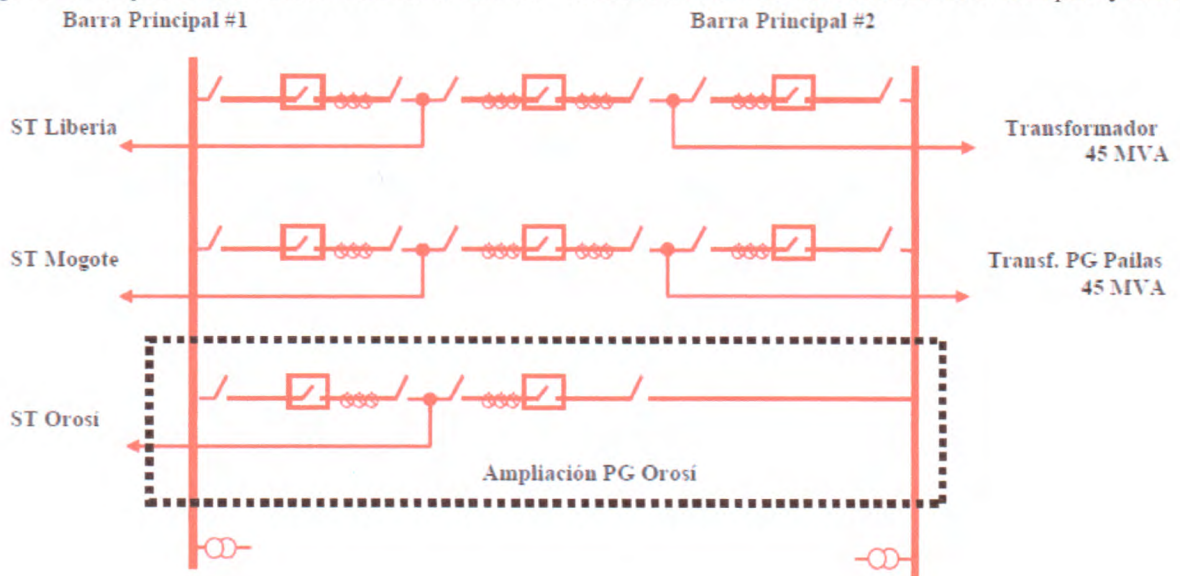 Barra Principal #1
Barra Principal #2
ST Liberia
Transformador
45 MVA
ST Mogote
Transf. PG Pailas
45 MVA
ST Orosí
Ampliación PG Orosí